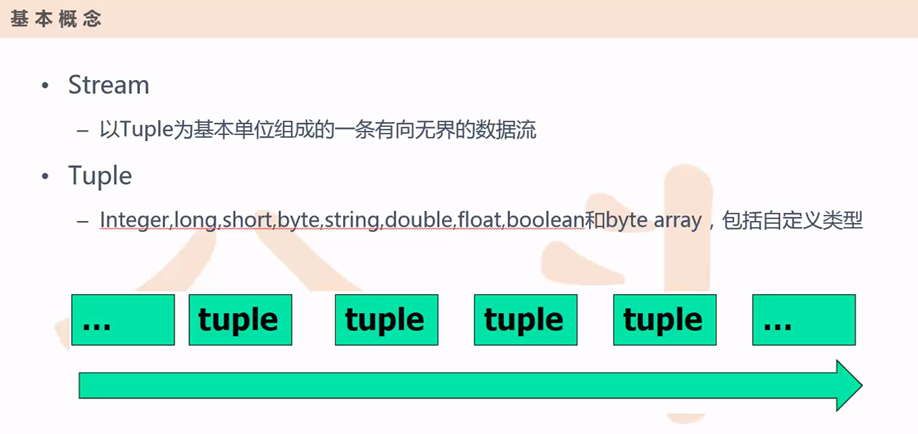 基本概念
• Stream
– 以Tuple为基本单位组成的一条有向无界的数据流
• Tuple
– Integer,long,short,byte,string,double,float,boolean和byte array，包括自定义类型
... tuple tuple tuple tuple ...